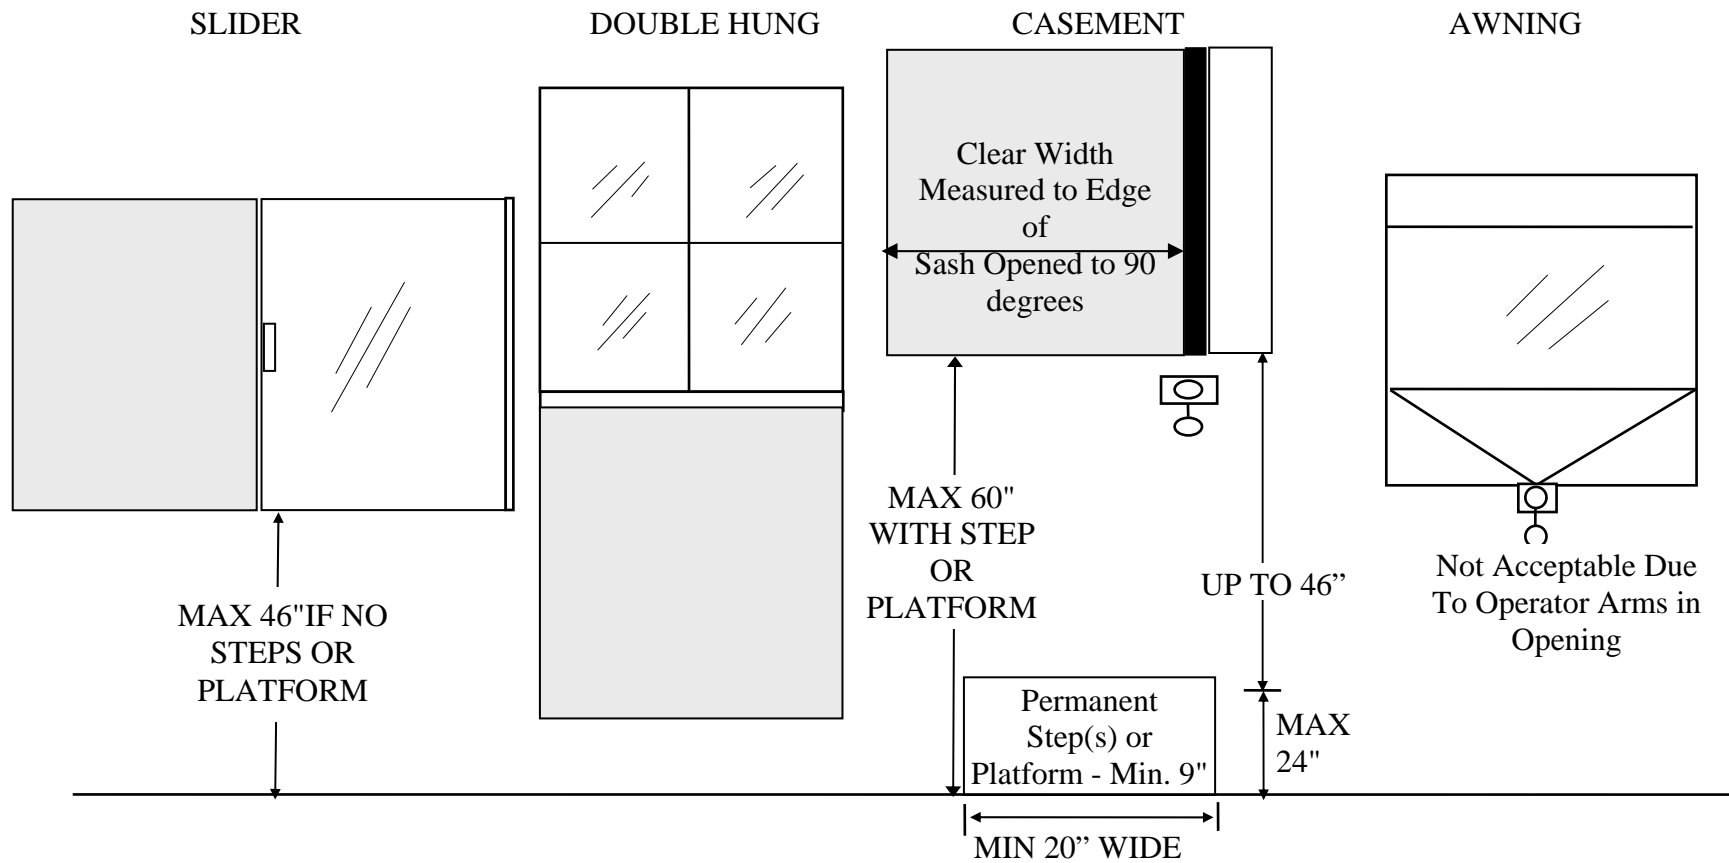 SLIDER
DOUBLE HUNG
CASEMENT
AWNING
Clear Width
Measured to Edge
of
Sash Opened to 90
degrees
MAX 46"IF NO
STEPS OR
PLATFORM
MAX 60"
WITH STEP
OR
PLATFORM
UP TO 46”
Permanent
Step(s) or
Platform - Min. 9"
MAX
24"
MIN 20” WIDE
Not Acceptable Due
To Operator Arms in
Opening